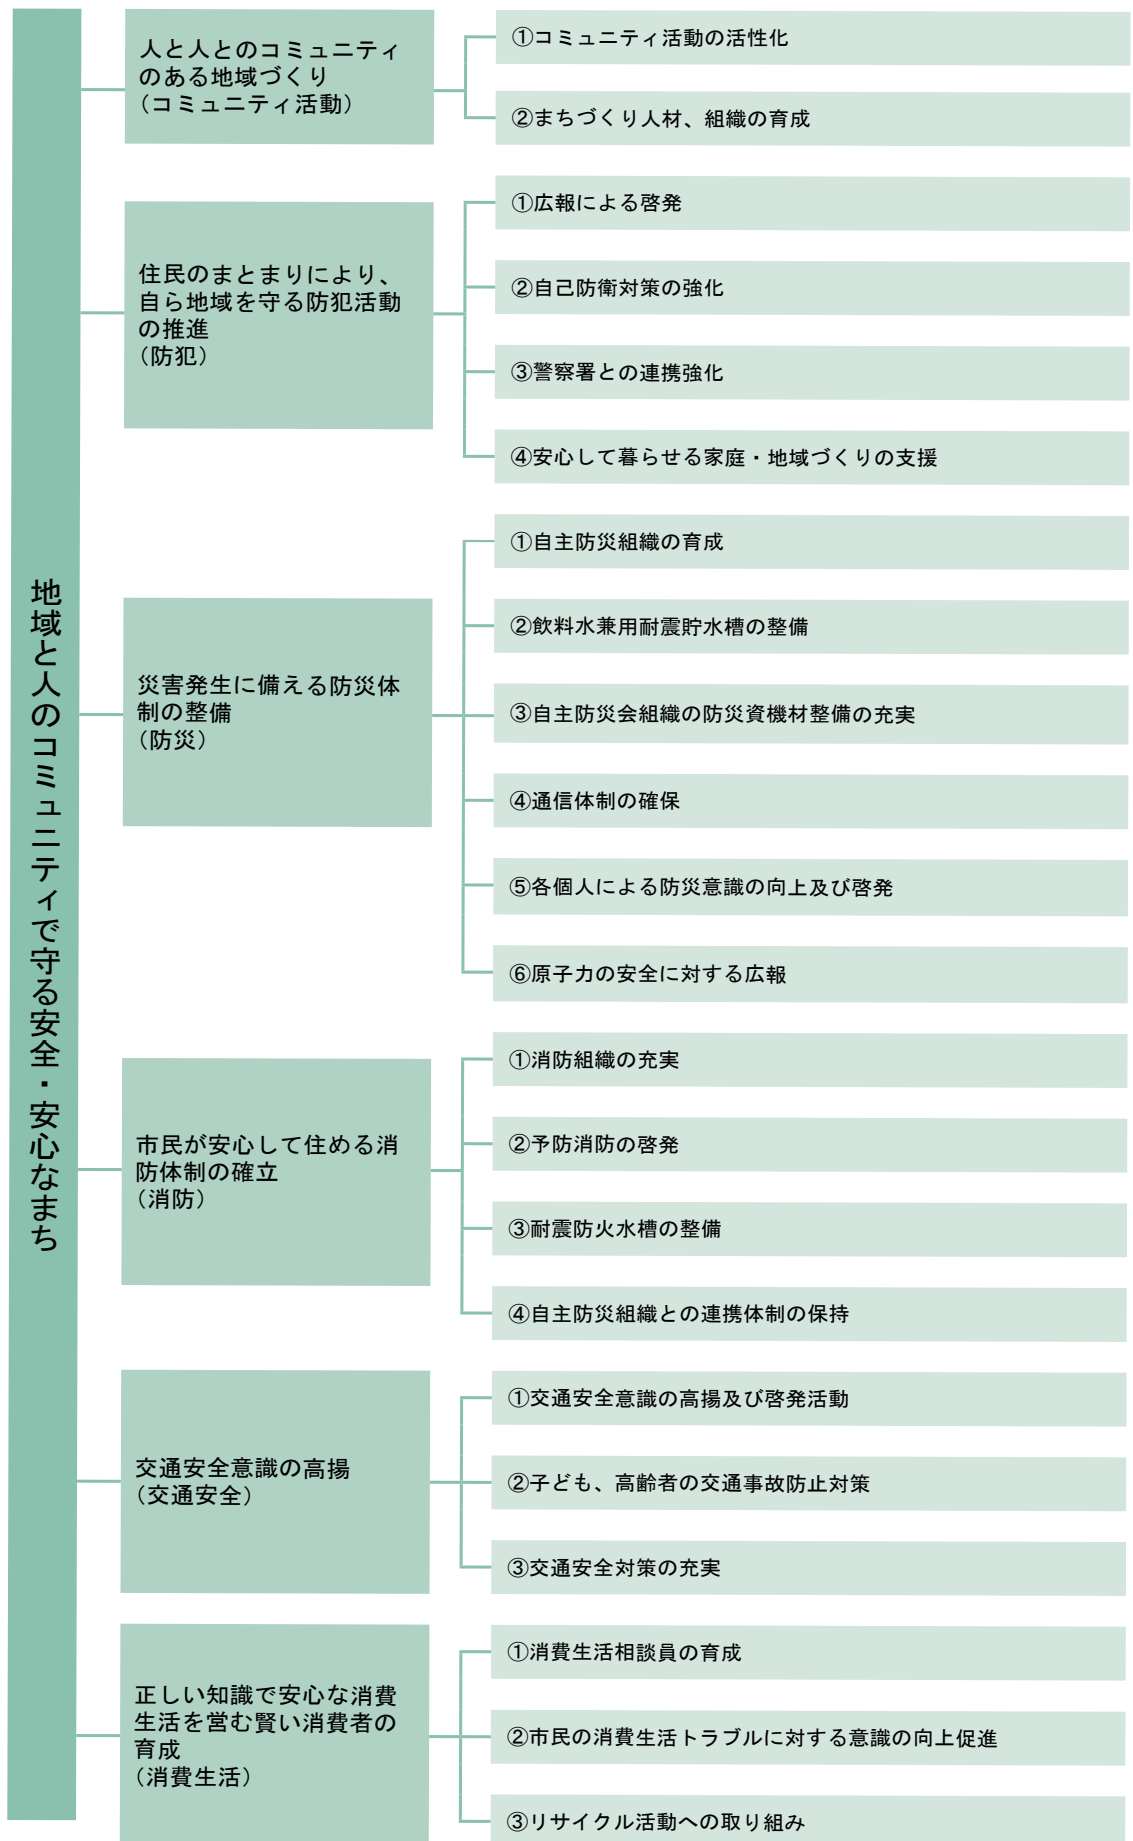 地域と人のコミュニティで守る安全・安心なまち
人と人とのコミュニティ
のある地域づくり
（コミュニティ活動）
①コミュニティ活動の活性化
②まちづくり人材、組織の育成
住民のまとまりにより、
自ら地域を守る防犯活動
の推進
（防犯）
①広報による啓発
②自己防衛対策の強化
③警察署との連携強化
④安心して暮らせる家庭・地域づくりの支援
災害発生に備える防災体
制の整備
（防災）
①自主防災組織の育成
②飲料水兼用耐震貯水槽の整備
③自主防災会組織の防災資機材整備の充実
④通信体制の確保
⑤各個人による防災意識の向上及び啓発
⑥原子力の安全に対する広報
市民が安心して住める消
防体制の確立
（消防）
①消防組織の充実
②予防消防の啓発
③耐震防火水槽の整備
④自主防災組織との連携体制の保持
交通安全意識の高揚
（交通安全）
①交通安全意識の高揚及び啓発活動
②子ども、高齢者の交通事故防止対策
③交通安全対策の充実
正しい知識で安心な消費
生活を営む賢い消費者の
育成
（消費生活）
①消費生活相談員の育成
②市民の消費生活トラブルに対する意識の向上促進
③リサイクル活動への取り組み